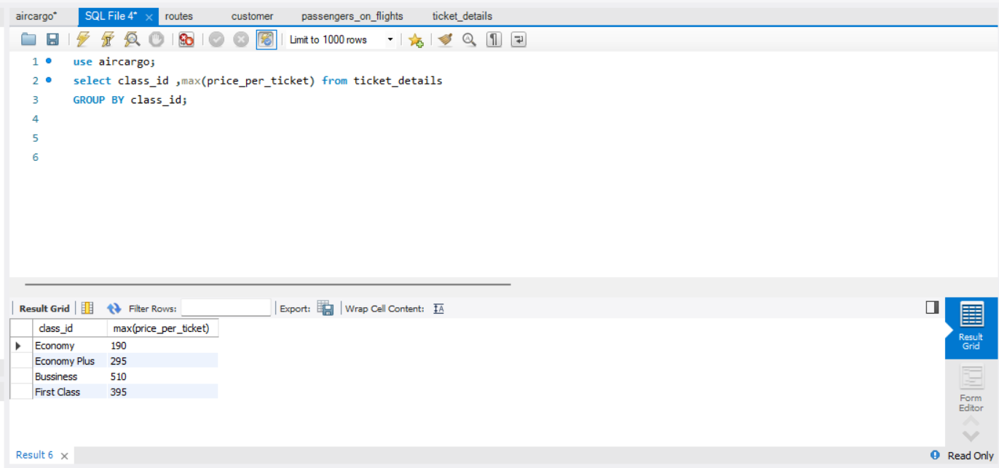 aircargo* SQL File 4* × routes customer passengers_on_flights ticket_details
Limit to 1000 rows
1 use aircargo;
2 select class_id ,max(price_per_ticket) from ticket_details
3 GROUP BY class_id;
4
5
6
Result Grid Filter Rows: Export: Wrap Cell Content: IA
class_id max(price_per_ticket)
Economy 190
Economy Plus 295
Bussiness 510
First Class 395
Result
Grid
Form
Editor
Result 6 × Read Only